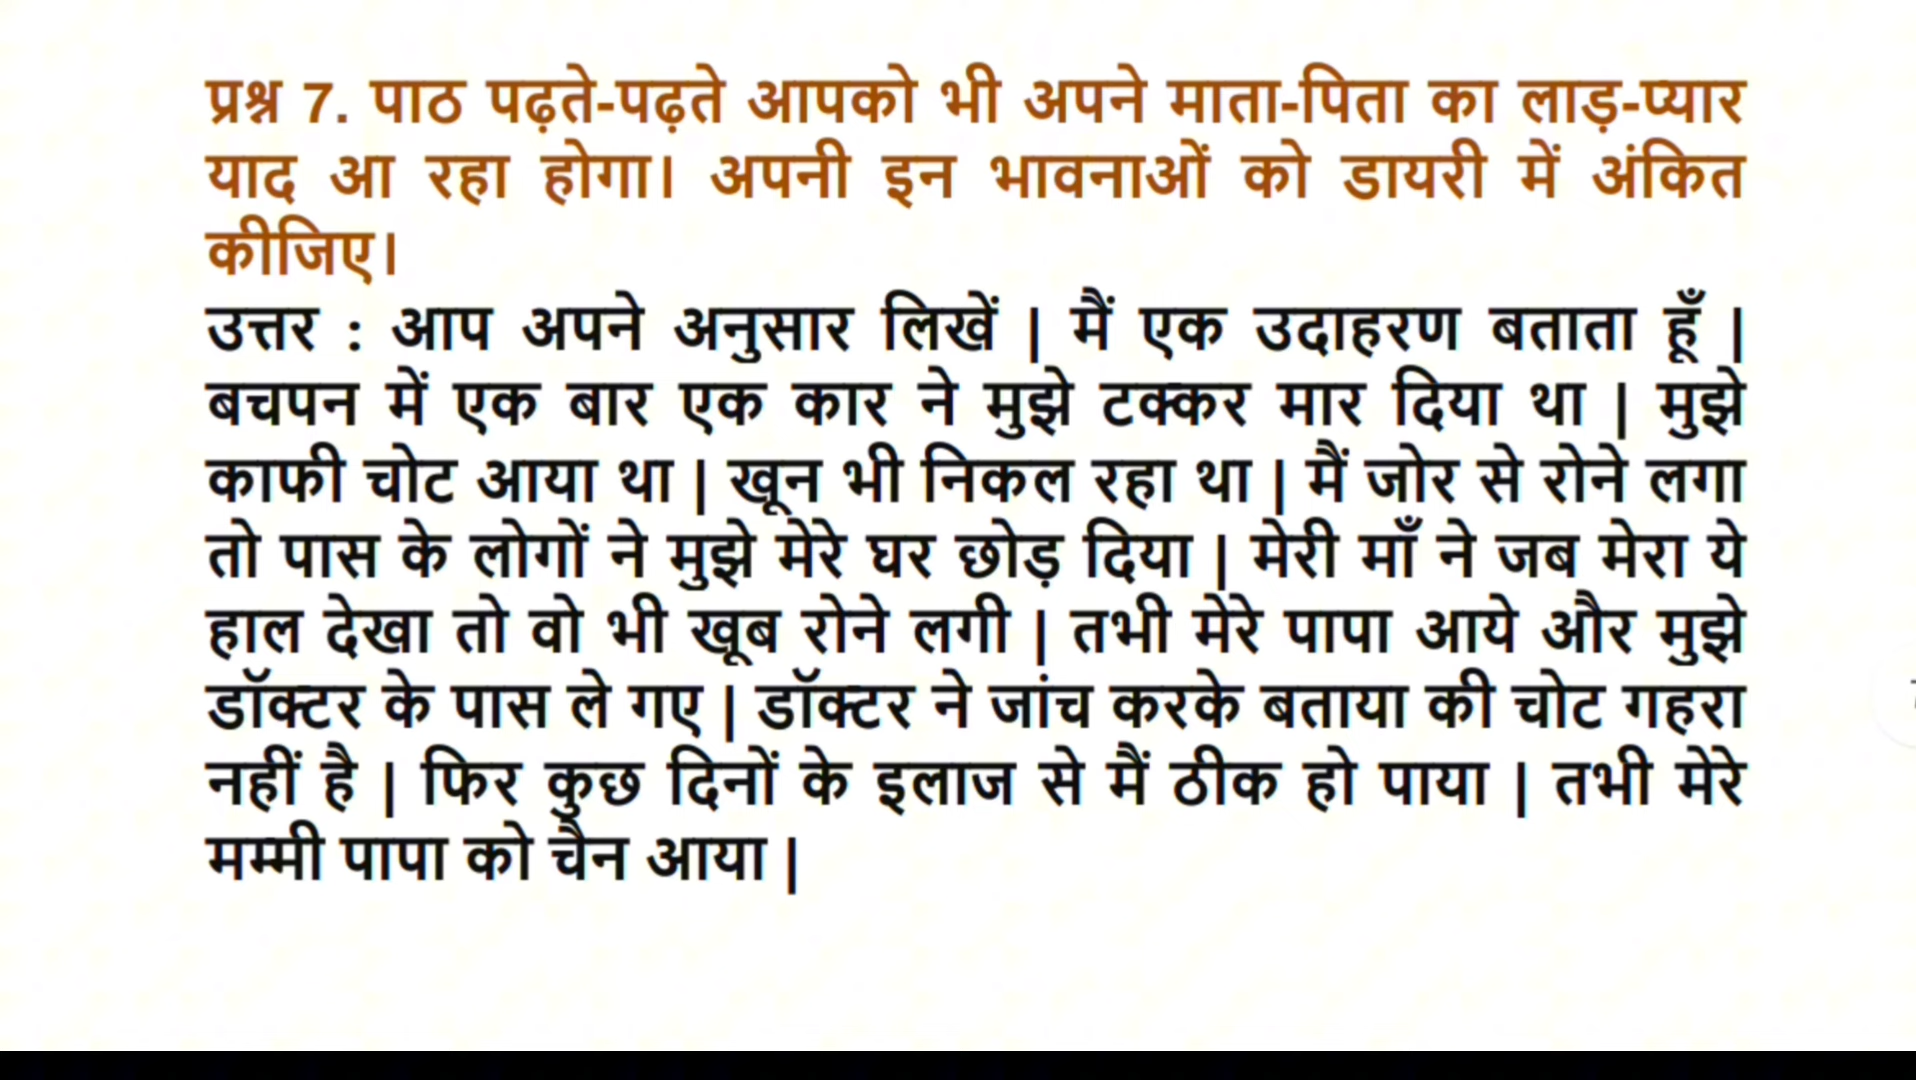 प्रश्न 7. पाठ पढ़ते-पढ़ते आपको भी अपने माता-पिता का लाड़-प्यार
याद आ रहा होगा। अपनी इन भावनाओं को डायरी में अंकित
कीजिए।
उत्तर : आप अपने अनुसार लिखें | मैं एक उदाहरण बताता हूँ |
बचपन में एक बार एक कार ने मुझे टक्कर मार दिया था | मुझे
काफी चोट आया था | खून भी निकल रहा था | मैं जोर से रोने लगा
तो पास के लोगों ने मुझे मेरे घर छोड़ दिया | मेरी माँ ने जब मेरा ये
हाल देखा तो वो भी खूब रोने लगी | तभी मेरे पापा आये और मुझे
डॉक्टर के पास ले गए | डॉक्टर ने जांच करके बताया की चोट गहरा
नहीं है | फिर कुछ दिनों के इलाज से मैं ठीक हो पाया | तभी मेरे
मम्मी पापा को चैन आया |